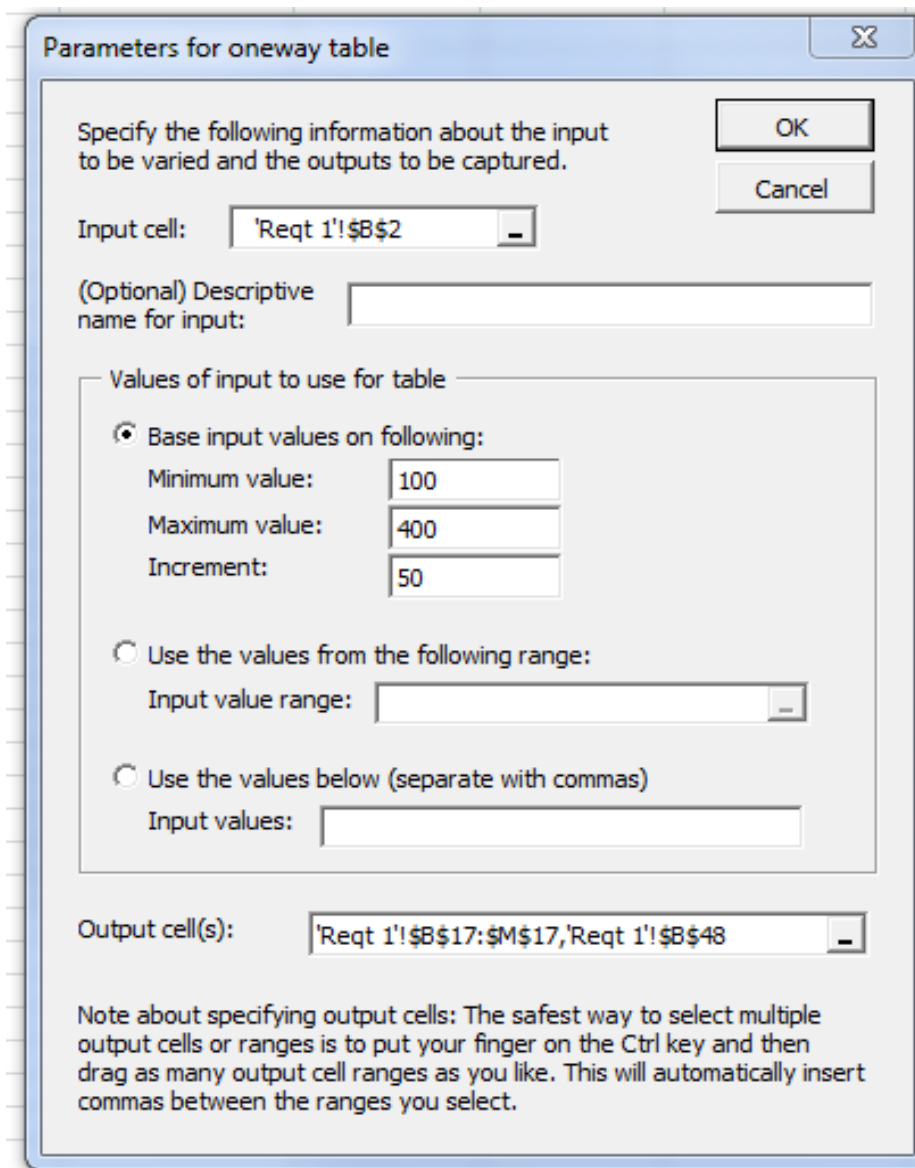 Parameters for oneway table
Specify the following information about the input
to be varied and the outputs to be captured.
OK
Cancel
Input cell: 'Reqt 1'!$B$2
(Optional) Descriptive
name for input:
Values of input to use for table
Base input values on following:
Minimum value: 100
Maximum value: 400
Increment: 50
Use the values from the following range:
Input value range:
Use the values below (separate with commas)
Input values:
Output cell(s): 'Reqt 1'!$B$17:$M$17,'Reqt 1'!$B$48
Note about specifying output cells: The safest way to select multiple
output cells or ranges is to put your finger on the Ctrl key and then
drag as many output cell ranges as you like. This will automatically insert
commas between the ranges you select.